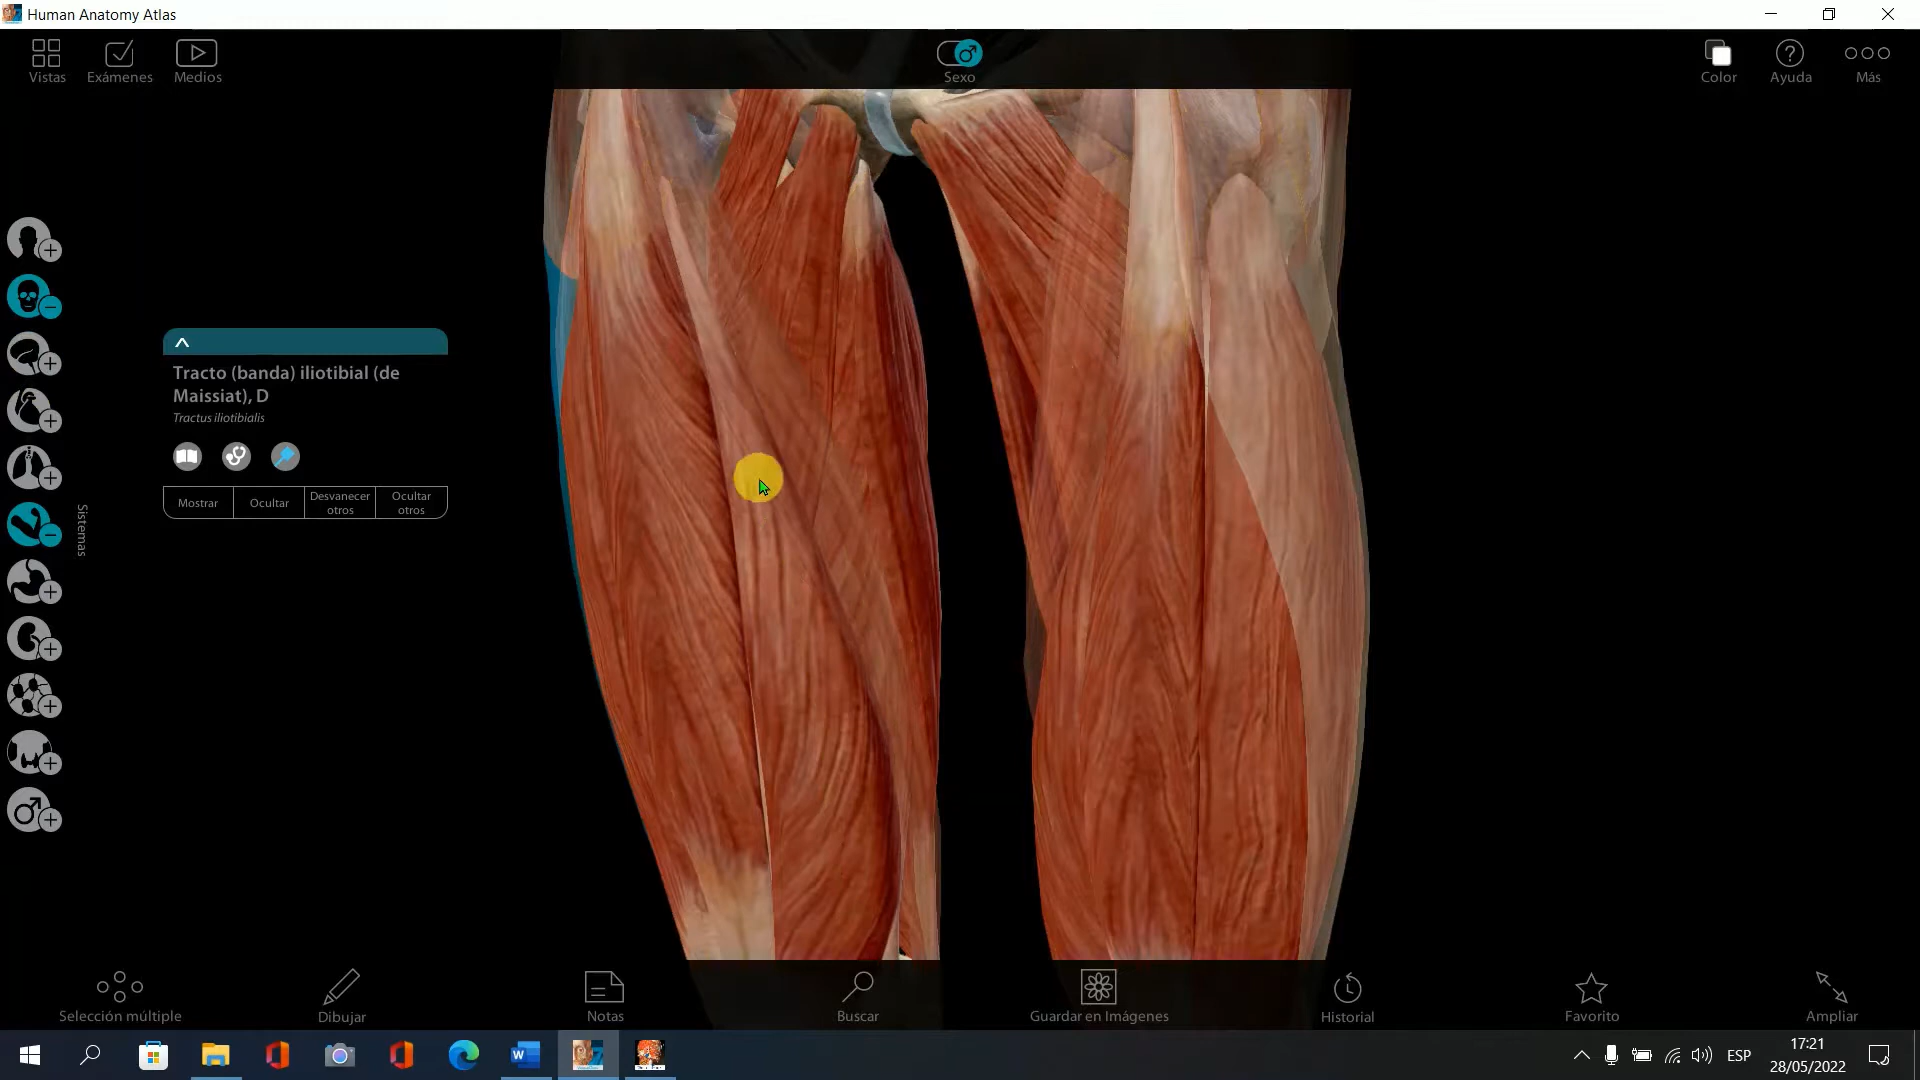 Human Anatomy Atlas
Vistas
Exámenes
Medios
Sexo
Color
Ayuda
Más
Sistemas
Tracto (banda) iliotibial (de
Maissiat), D
Tractus iliotibialis
Mostrar
Ocultar
Desvanecer
otros
Ocultar
otros
Selección múltiple
Dibujar
Notas
Buscar
Guardar en Imágenes
Historial
Favorito
Ampliar
ESP
17:21
28/05/2022